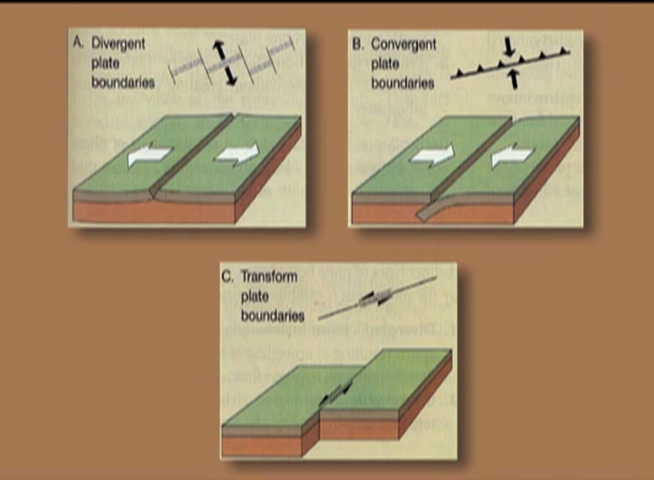 A. Divergent
plate
boundaries
B. Convergent
plate
boundaries
C. Transform
plate
boundaries